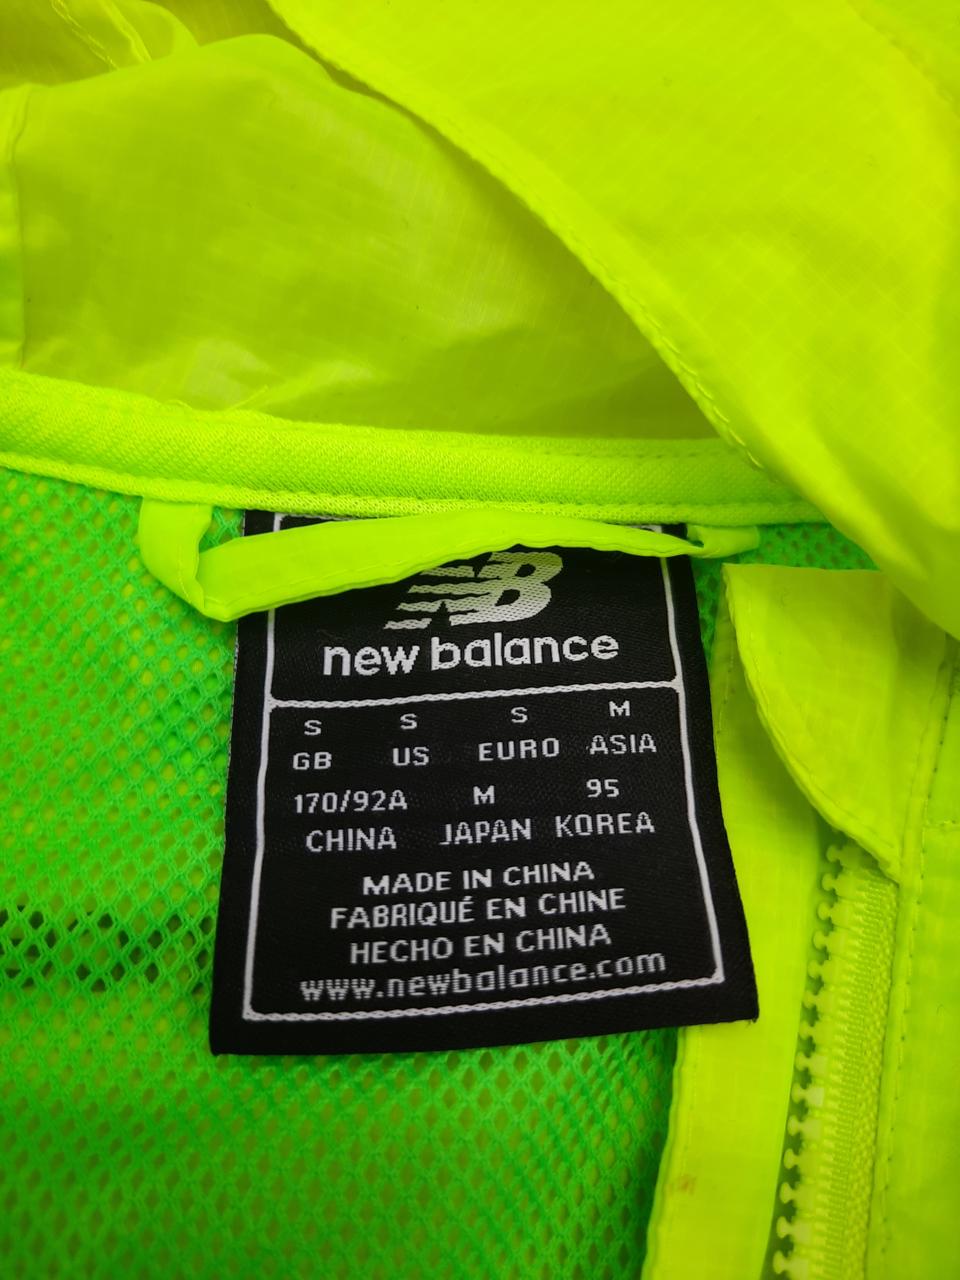 NB
new balance
S S S M
GB US EURO ASIA
170/92A M 95
CHINA JAPAN KOREA
MADE IN CHINA
FABRIQUÉ EN CHINE
HECHO EN CHINA
www.newbalance.com